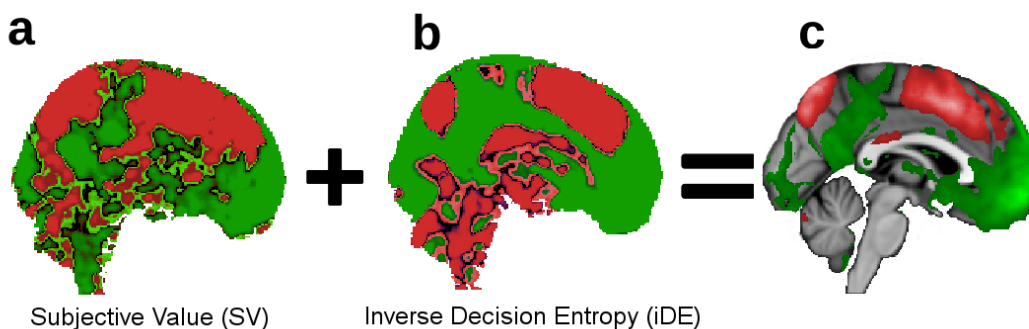 a
b
c
Subjective Value (SV)
Inverse Decision Entropy (iDE)